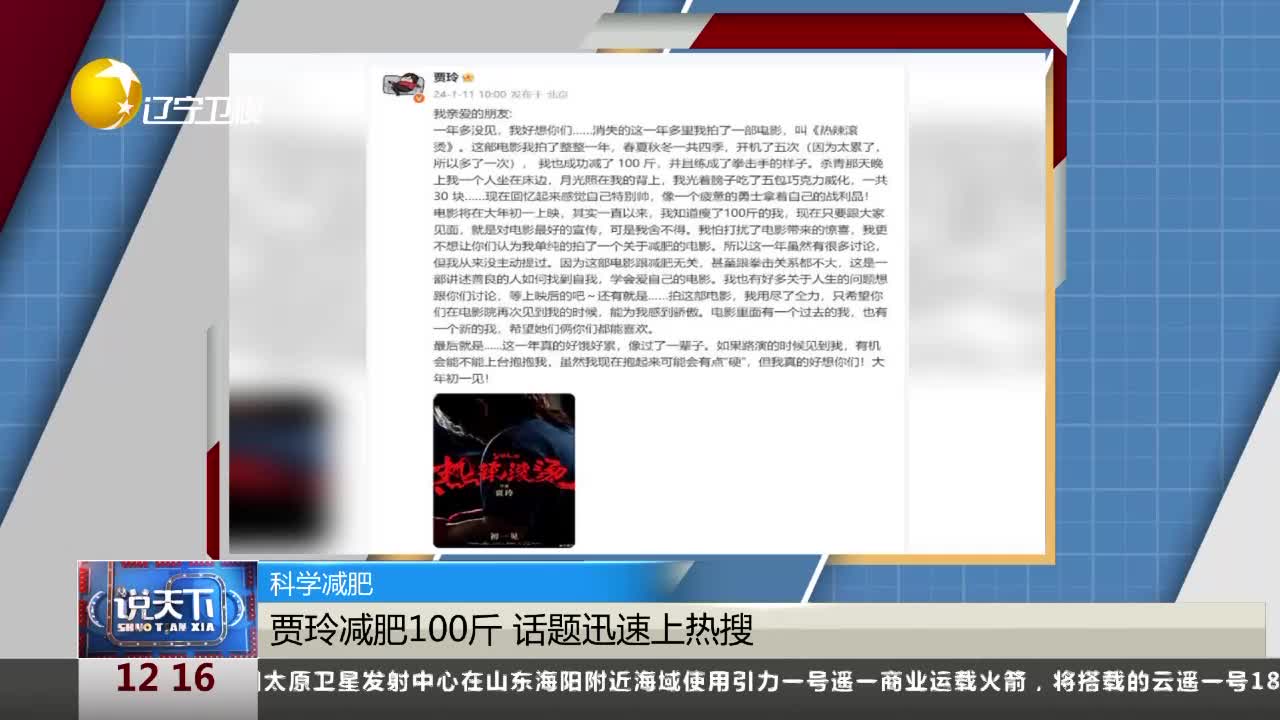 辽宁卫视
贾玲
24-1-11 10:00 发布于 北京
我亲爱的朋友:
一年多没见，我好想你们......消失的这一年多里我拍了一部电影，叫《热辣滚
烫》。这部电影我拍了整整一年，春夏秋冬一共四季，开机了五次（因为太累了，
所以多了一次），我也成功减了 100 斤，并且练成了拳击手的样子。杀青那天晚
上我一个人坐在床边，月光照在我的背上，我光着膀子吃了五包巧克力威化，一共
30 块......现在回忆起来感觉自己特别帅，像一个疲惫的勇士拿着自己的战利品！
电影将在大年初一上映，其实一直以来，我知道瘦了100斤的我，现在只要跟大家
见面，就是对电影最好的宣传，可是我舍不得。我怕打扰了电影带来的惊喜，我更
不想让你们认为我单纯的拍了一个关于减肥的电影。所以这一年虽然有很多讨论，
但我从来没主动提过。因为这部电影跟减肥无关，甚至跟拳击关系都不大，这是一
部讲述善良的人如何找到自我，学会爱自己的电影。我也有好多关于人生的问题想
跟你们讨论，等上映后的吧～还有就是......拍这部电影，我用尽了全力，只希望你
们在电影院再次见到我的时候，能为我感到骄傲。电影里面有一个过去的我，也有
一个新的我，希望她们俩你们都能喜欢。
最后就是......这一年真的好饿好累，像过了一辈子。如果路演的时候见到我，有机
会能不能上台抱抱我，虽然我现在抱起来可能会有点"硬"，但我真的好想你们！大
年初一见！
热辣滚烫
贾玲
初一见
科学减肥
说天下
SHUO TIAN XIA
贾玲减肥100斤 话题迅速上热搜
12 16
太原卫星发射中心在山东海阳附近海域使用引力一号遥一商业运载火箭，将搭载的云遥一号18